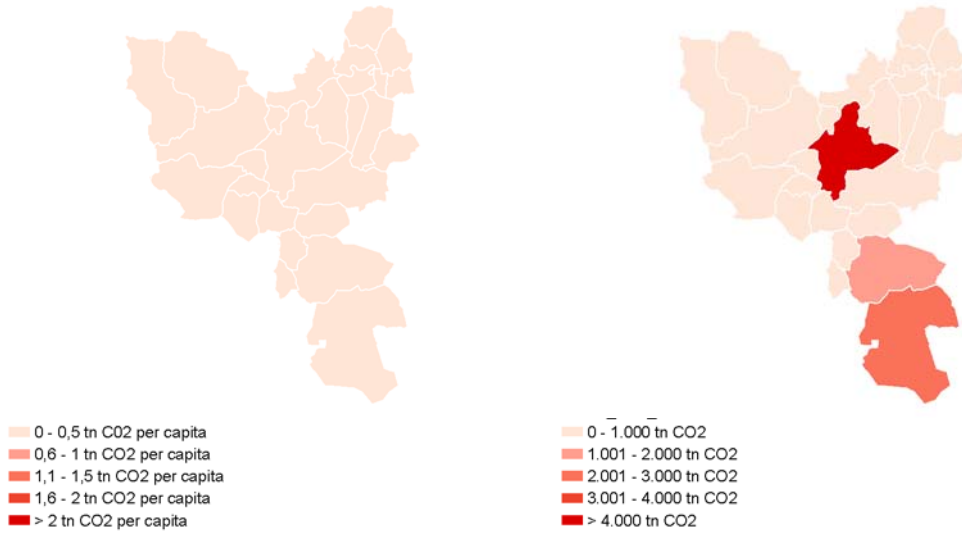 0 - 0,5 tn C02 per capita
0,6 - 1 tn CO2 per capita
1,1 - 1,5 tn CO2 per capita
1,6 - 2 tn CO2 per capita
> 2 tn CO2 per capita
0 - 1.000 tn CO2
1.001 - 2.000 tn CO2
2.001 - 3.000 tn CO2
3.001 - 4.000 tn CO2
> 4.000 tn CO2